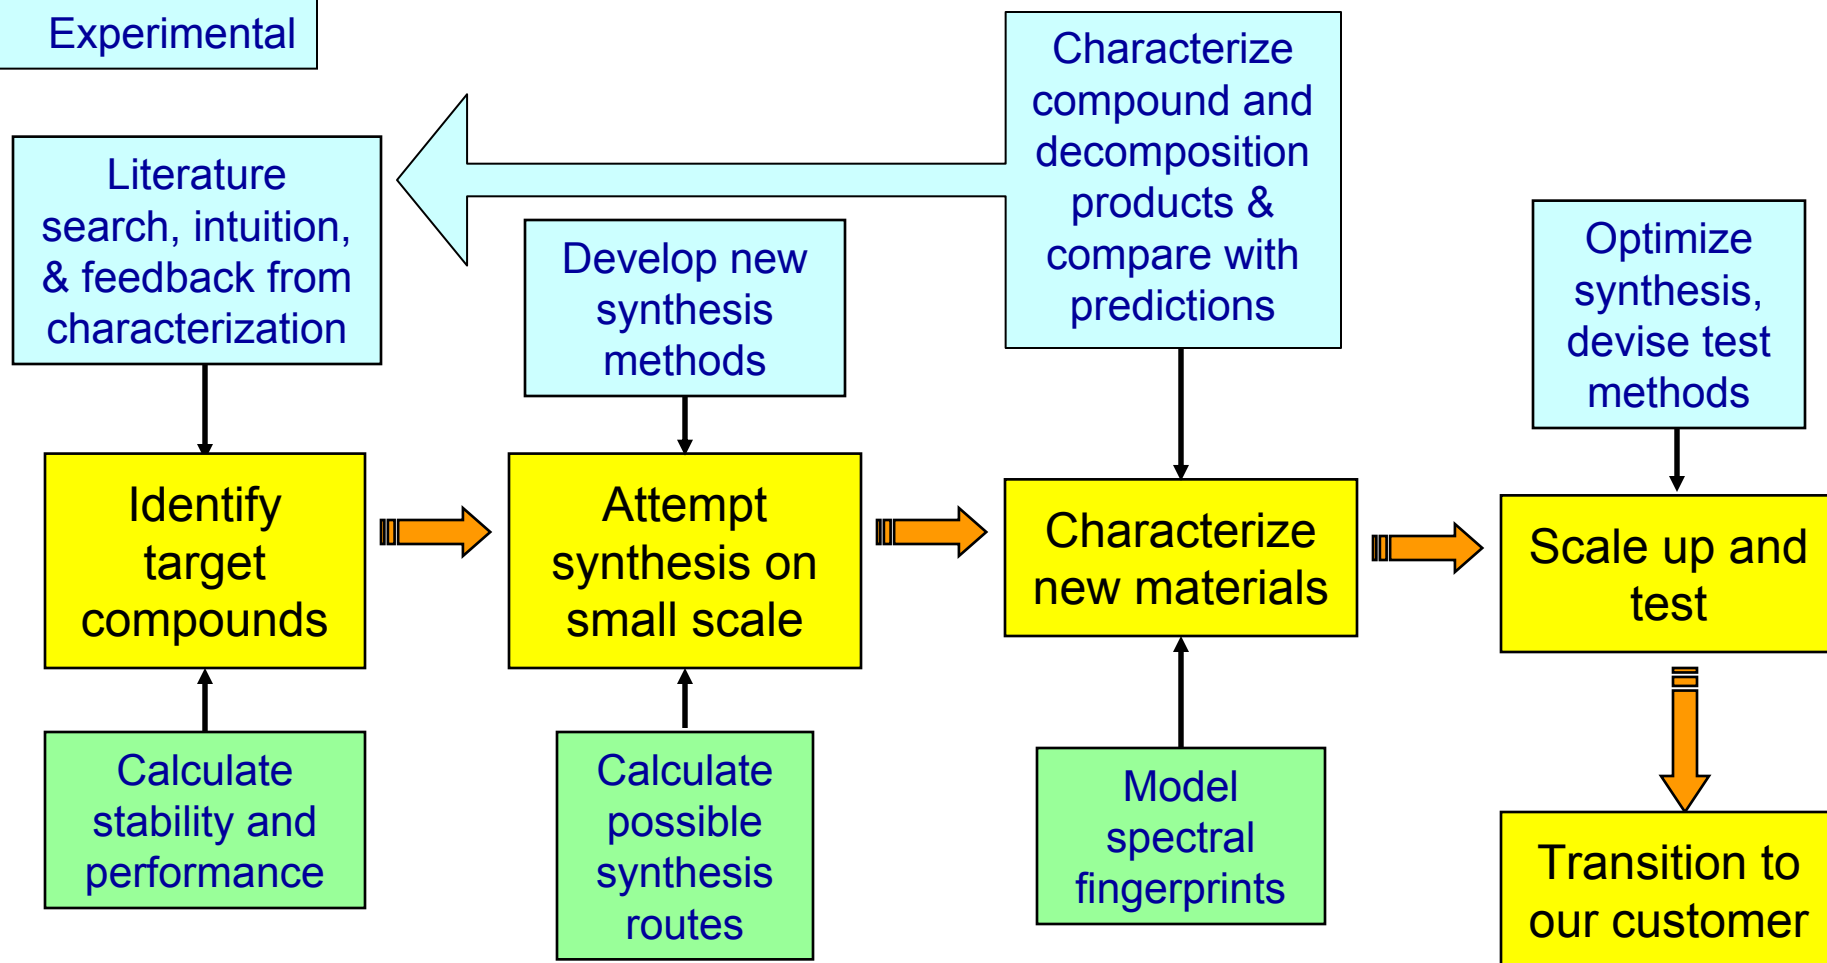 Experimental
Literature
search, intuition,
& feedback from
characterization
Develop new
synthesis
methods
Characterize
compound and
decomposition
products &
compare with
predictions
Optimize
synthesis,
devise test
methods
Identify
target
compounds
Attempt
synthesis on
small scale
Characterize
new materials
Scale up and
test
Calculate
stability and
performance
Calculate
possible
synthesis
routes
Model
spectral
fingerprints
Transition to
our customer